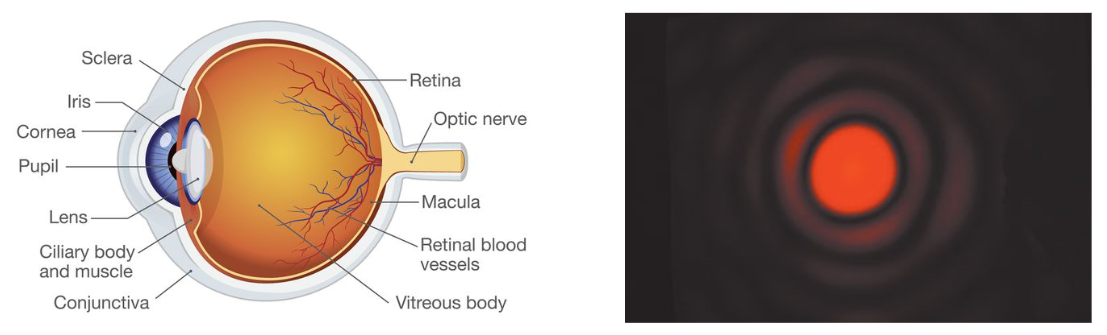 Sclera
Iris
Cornea
Pupil
Lens
Ciliary body
and muscle
Conjunctiva
Retina
Optic nerve
Macula
Retinal blood
vessels
Vitreous body